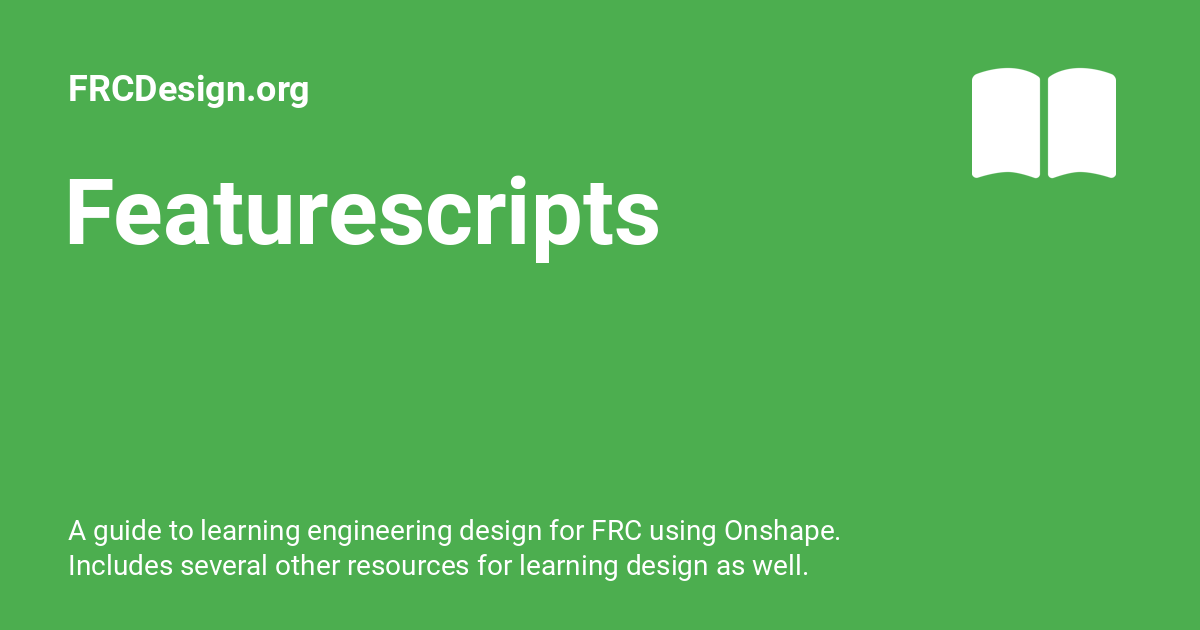 FRCDesign.org
Featurescripts
A guide to learning engineering design for FRC using Onshape.
Includes several other resources for learning design as well.